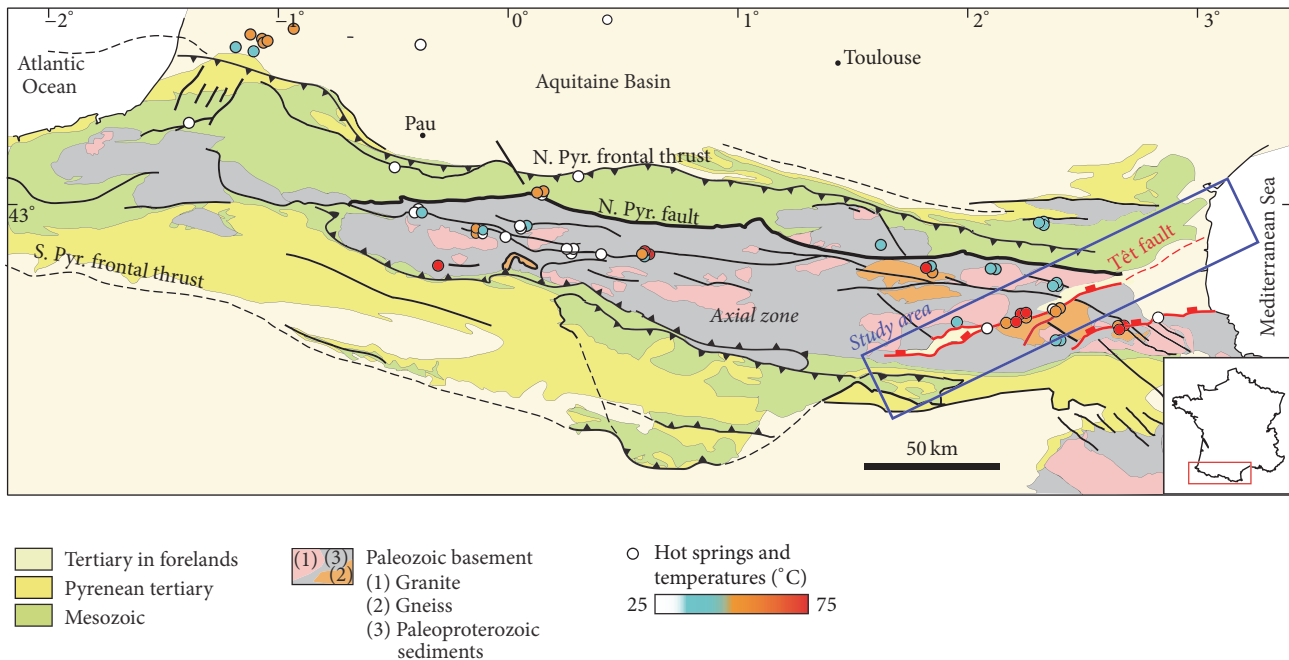 −2°
−1°
0°
1°
2°
3°
Atlantic
Ocean
Toulouse
Aquitaine Basin
Pau
N. Pyr. frontal thrust
43°
N. Pyr. fault
S. Pyr. frontal thrust
Têt fault
Mediterranean Sea
Axial zone
Study area
50 km
Tertiary in forelands
Pyrenean tertiary
Mesozoic
(1)
(3)
(2)
Paleozoic basement
(1) Granite
(2) Gneiss
(3) Paleoproterozoic
sediments
Hot springs and
temperatures (°C)
25
75